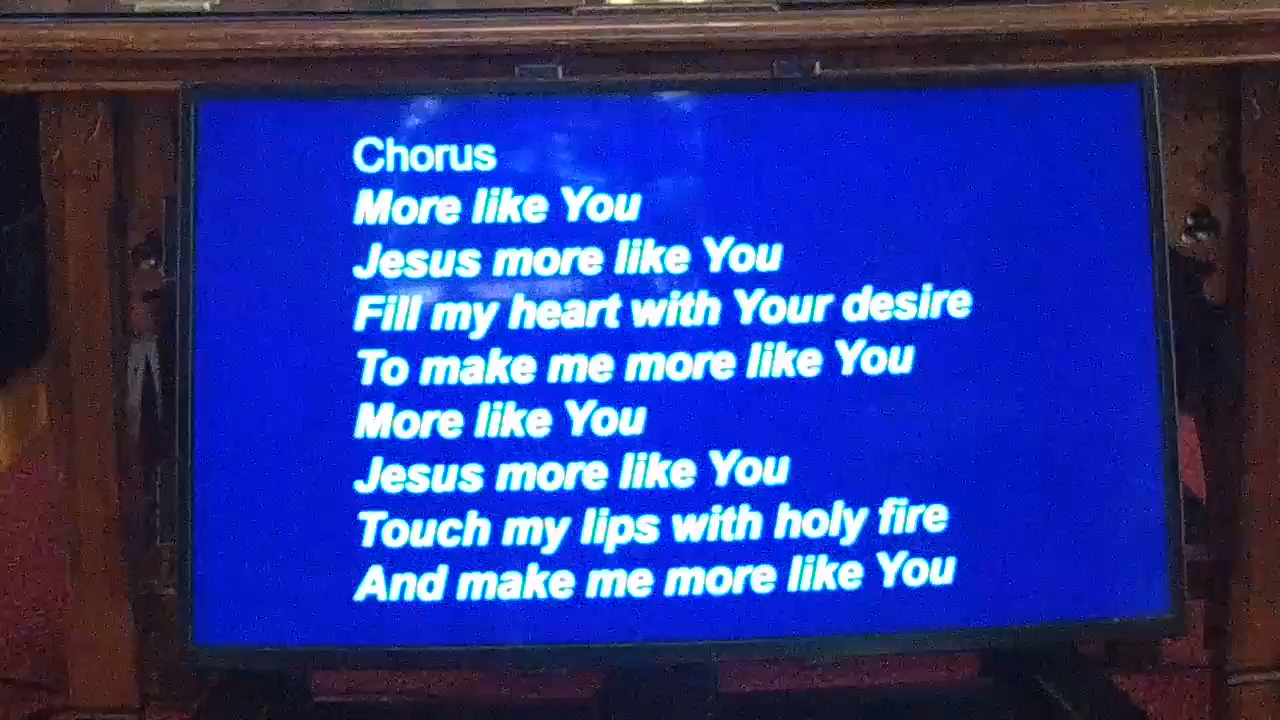 Chorus
More like You
Jesus more like You
Fill my heart with Your desire
To make me more like You
More like You
Jesus more like You
Touch my lips with holy fire
And make me more like You